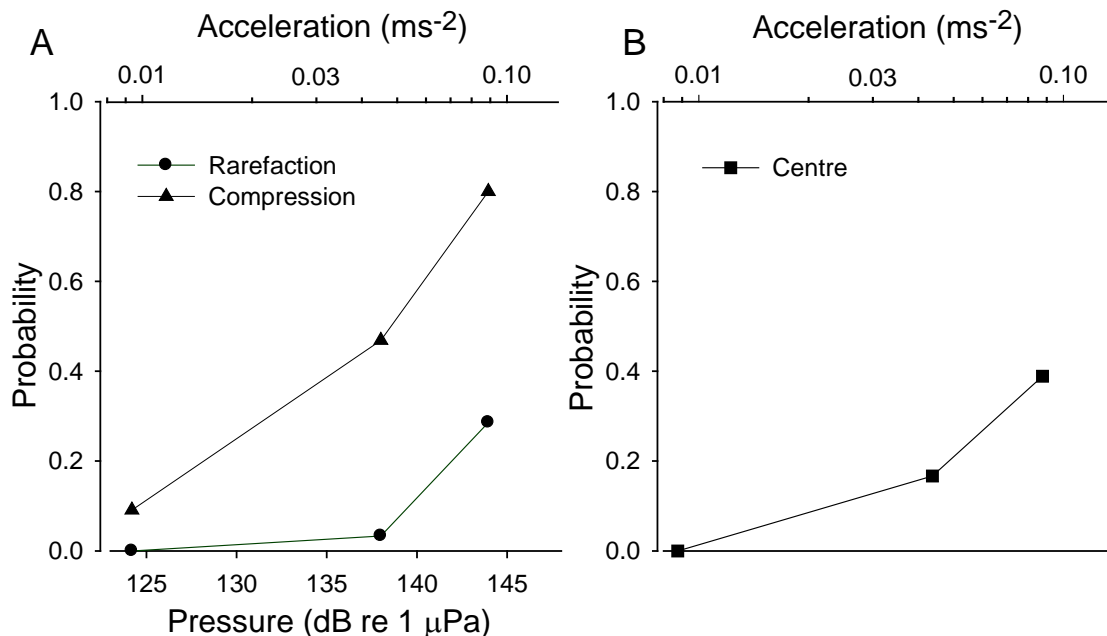 A
Acceleration (ms-2)
0.01 0.03 0.10
1.0
0.8
0.6
0.4
0.2
0.0
Probability
Rarefaction
Compression
125 130 135 140 145
Pressure (dB re 1 μPa)
B
Acceleration (ms-2)
0.01 0.03 0.10
1.0
0.8
0.6
0.4
0.2
0.0
Probability
Centre